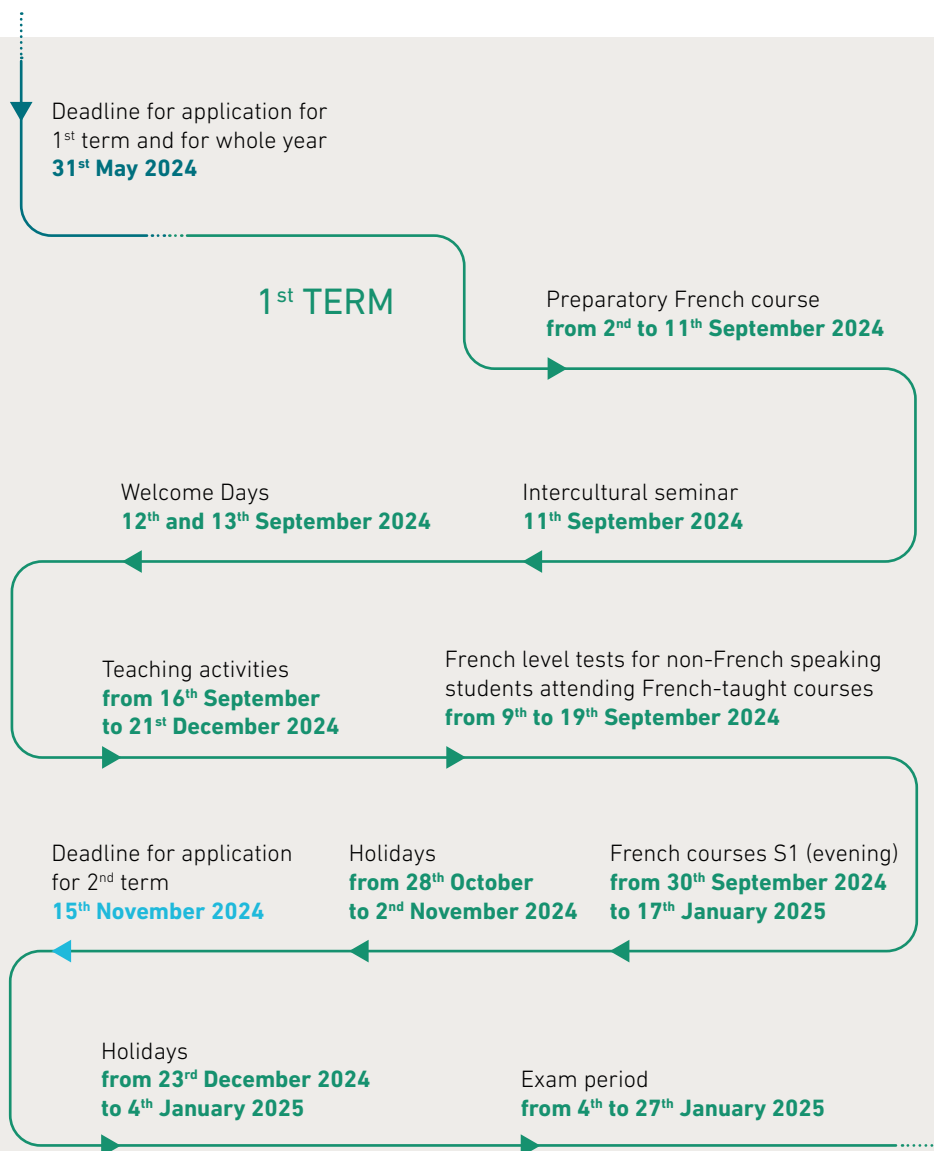 Deadline for application for
1st term and for whole year
31st May 2024
1st TERM
Preparatory French course
from 2nd to 11th September 2024
Welcome Days
12th and 13th September 2024
Intercultural seminar
11th September 2024
Teaching activities
from 16th September
to 21st December 2024
French level tests for non-French speaking
students attending French-taught courses
from 9th to 19th September 2024
Deadline for application
for 2nd term
15th November 2024
Holidays
from 28th October
to 2nd November 2024
French courses S1 (evening)
from 30th September 2024
to 17th January 2025
Holidays
from 23rd December 2024
to 4th January 2025
Exam period
from 4th to 27th January 2025